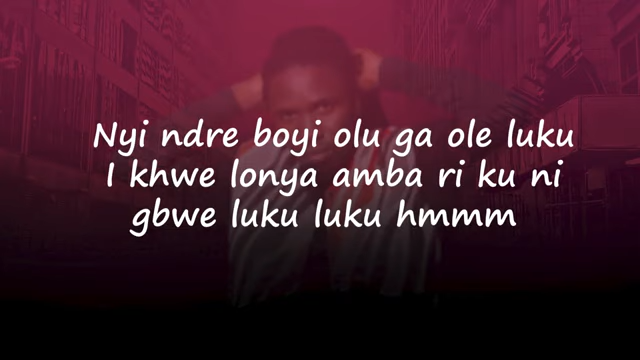 Nyi ndre boyi olu ga ole luku
I khwe lonya amba ri ku ni
gbwe luku luku hmmm